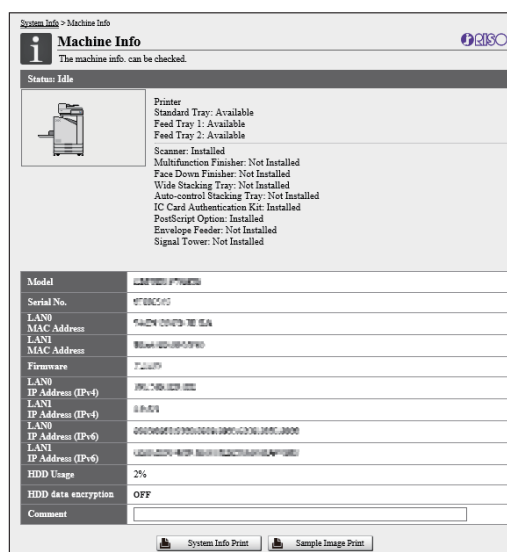 System Info > Machine Info
Machine Info
RISO
The machine info. can be checked.
Status: Idle
Printer
Standard Tray: Available
Feed Tray 1: Available
Feed Tray 2: Available
Scanner: Installed
Multifunction Finisher: Not Installed
Face Down Finisher: Not Installed
Wide Stacking Tray: Not Installed
Auto-control Stacking Tray: Not Installed
IC Card Authentication Kit: Installed
PostScript Option: Installed
Envelope Feeder: Not Installed
Signal Tower: Not Installed
Model
Serial No.
LAN0
MAC Address
LAN1
MAC Address
Firmware
LAN0
IP Address (IPv4)
LAN1
IP Address (IPv4)
LAN0
IP Address (IPv6)
LAN1
IP Address (IPv6)
HDD Usage 2%
HDD data encryption OFF
Comment
System Info Print Sample Image Print